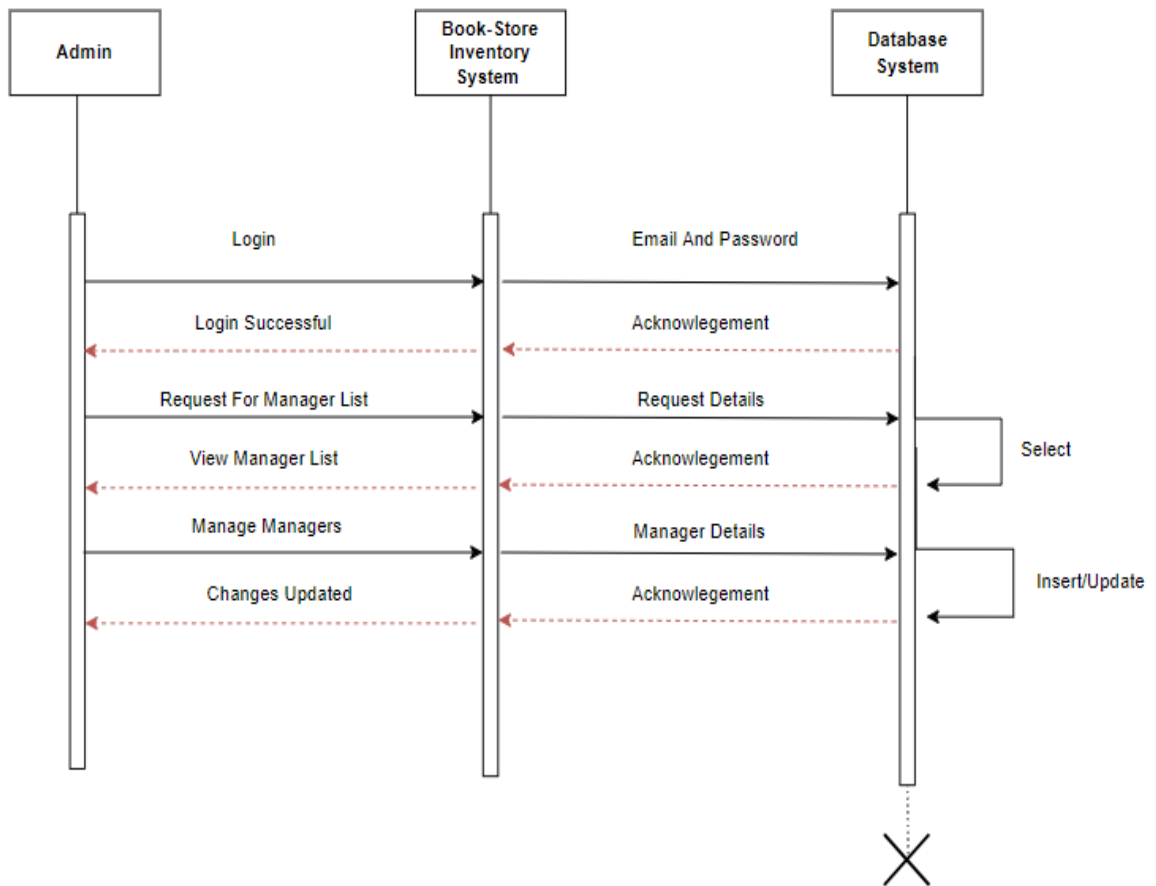 Admin
Book-Store
Inventory
System
Database
System
Login
Email And Password
Login Successful
Acknowlegement
Request For Manager List
Request Details
Select
View Manager List
Acknowlegement
Manage Managers
Manager Details
Insert/Update
Changes Updated
Acknowlegement